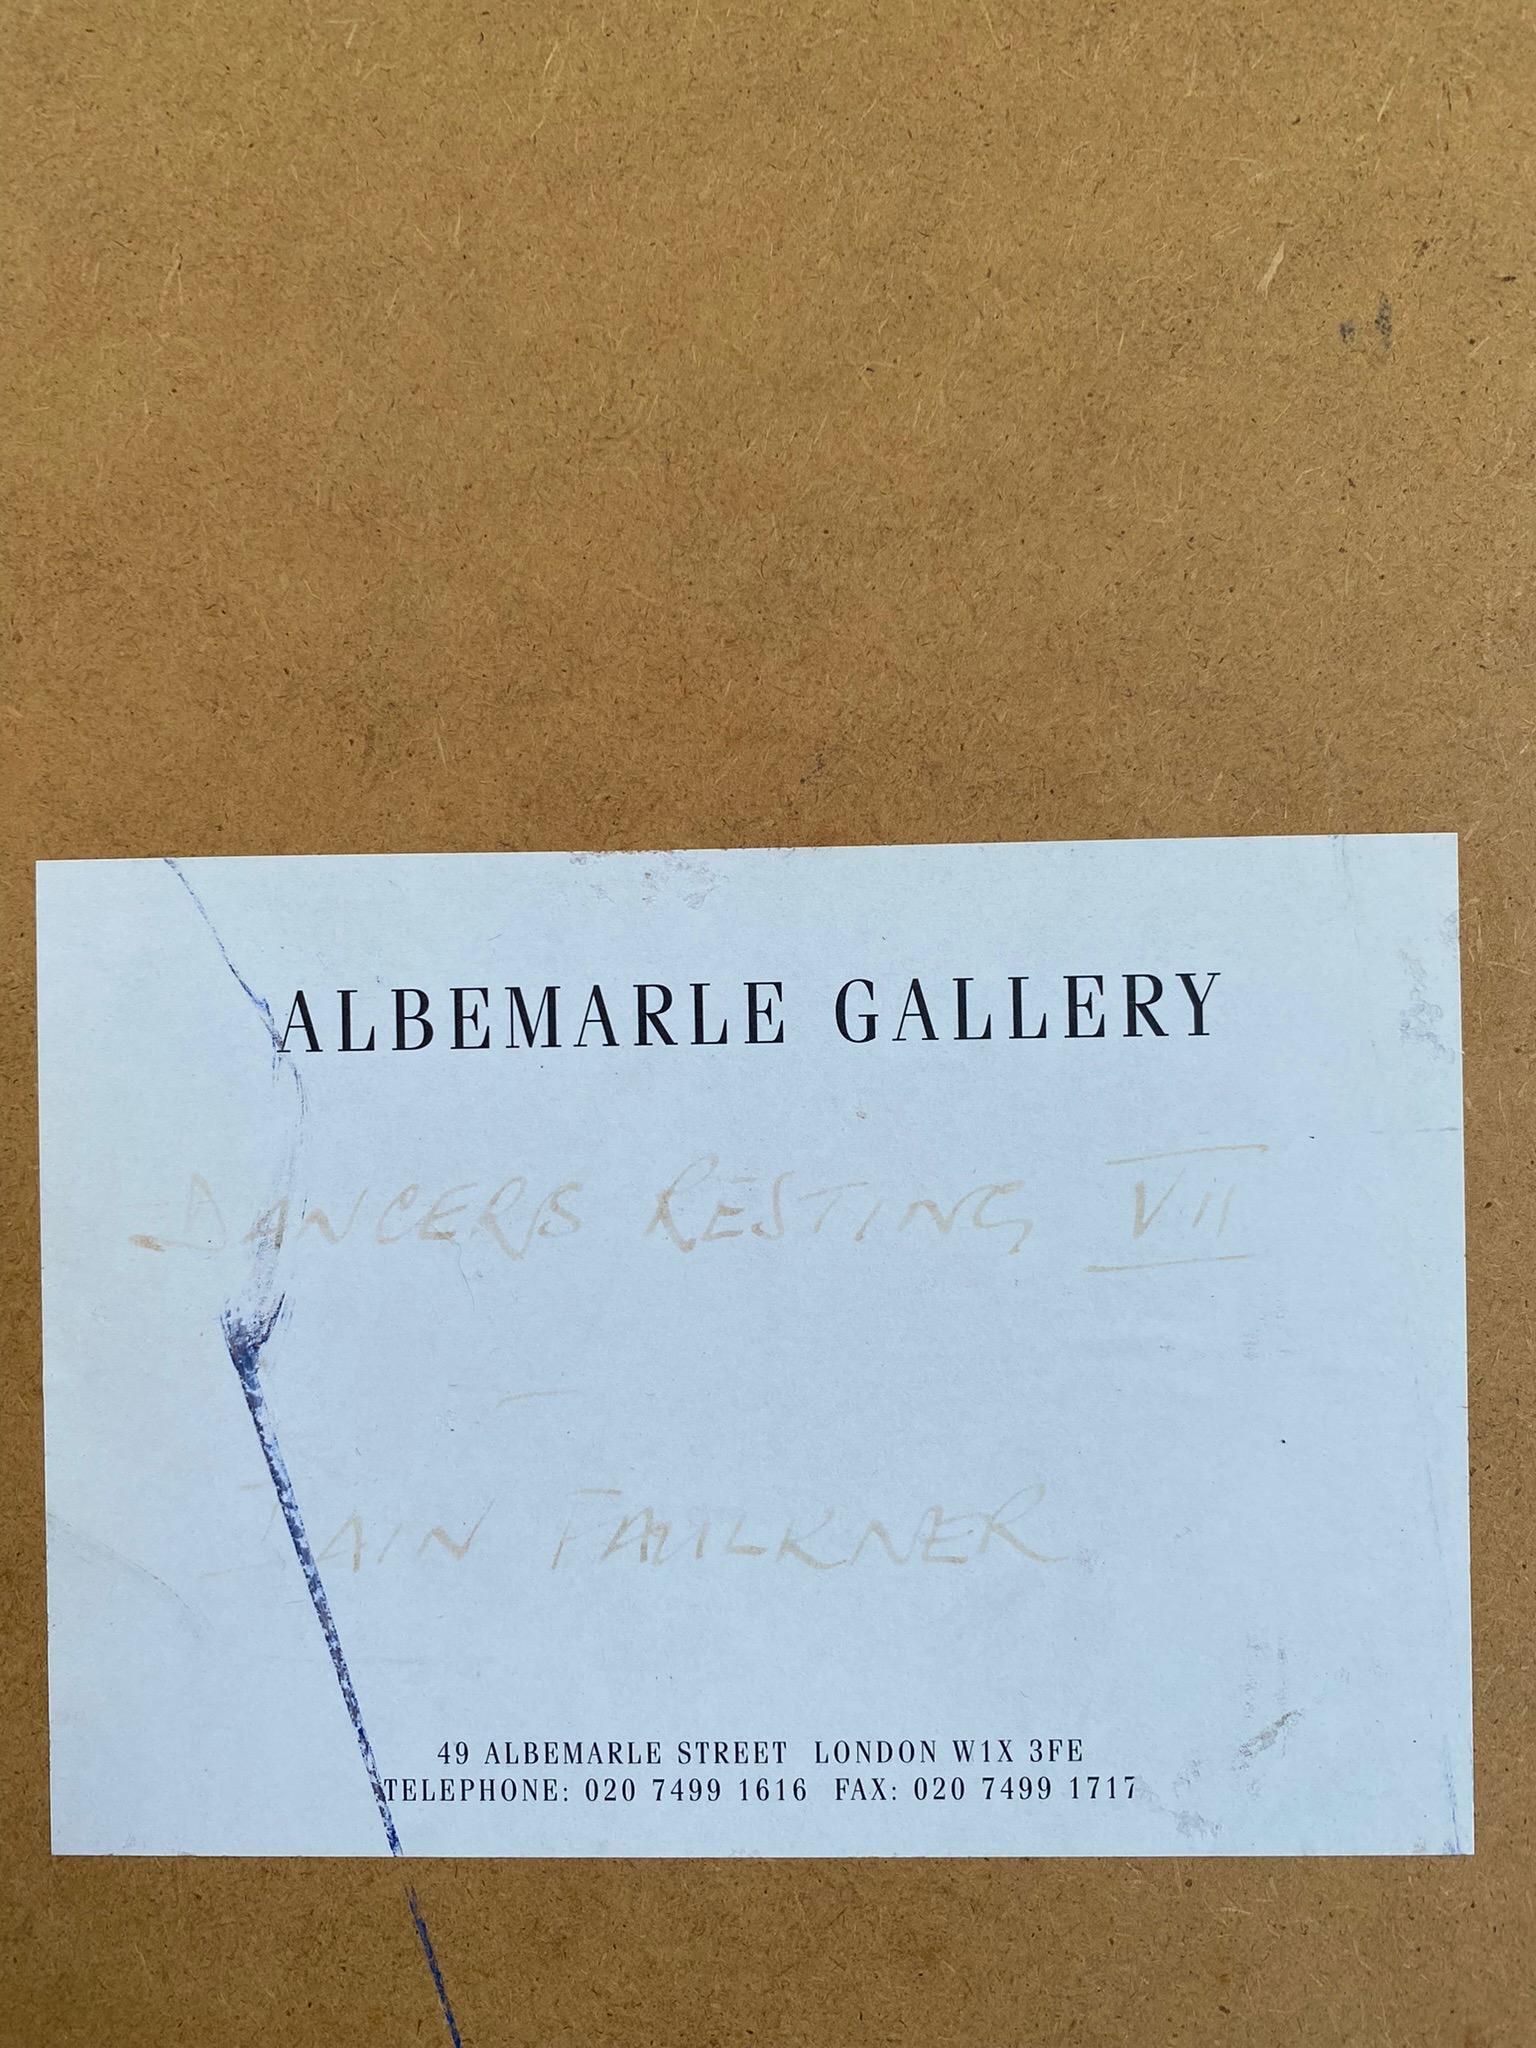 ALBEMARLE GALLERY
DANCERS RESTING VII
IAIN FAULKNER
49 ALBEMARLE STREET LONDON W1X 3FE
TELEPHONE: 020 7499 1616 FAX: 020 7499 1717